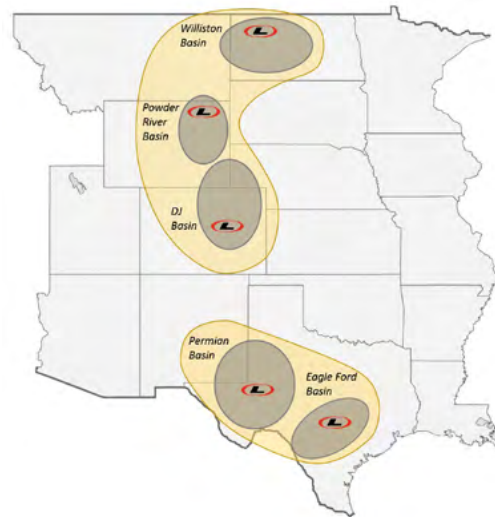 Williston
Basin
L
Powder
River
Basin
L
DJ
Basin
L
Permian
Basin
L
Eagle Ford
Basin
L